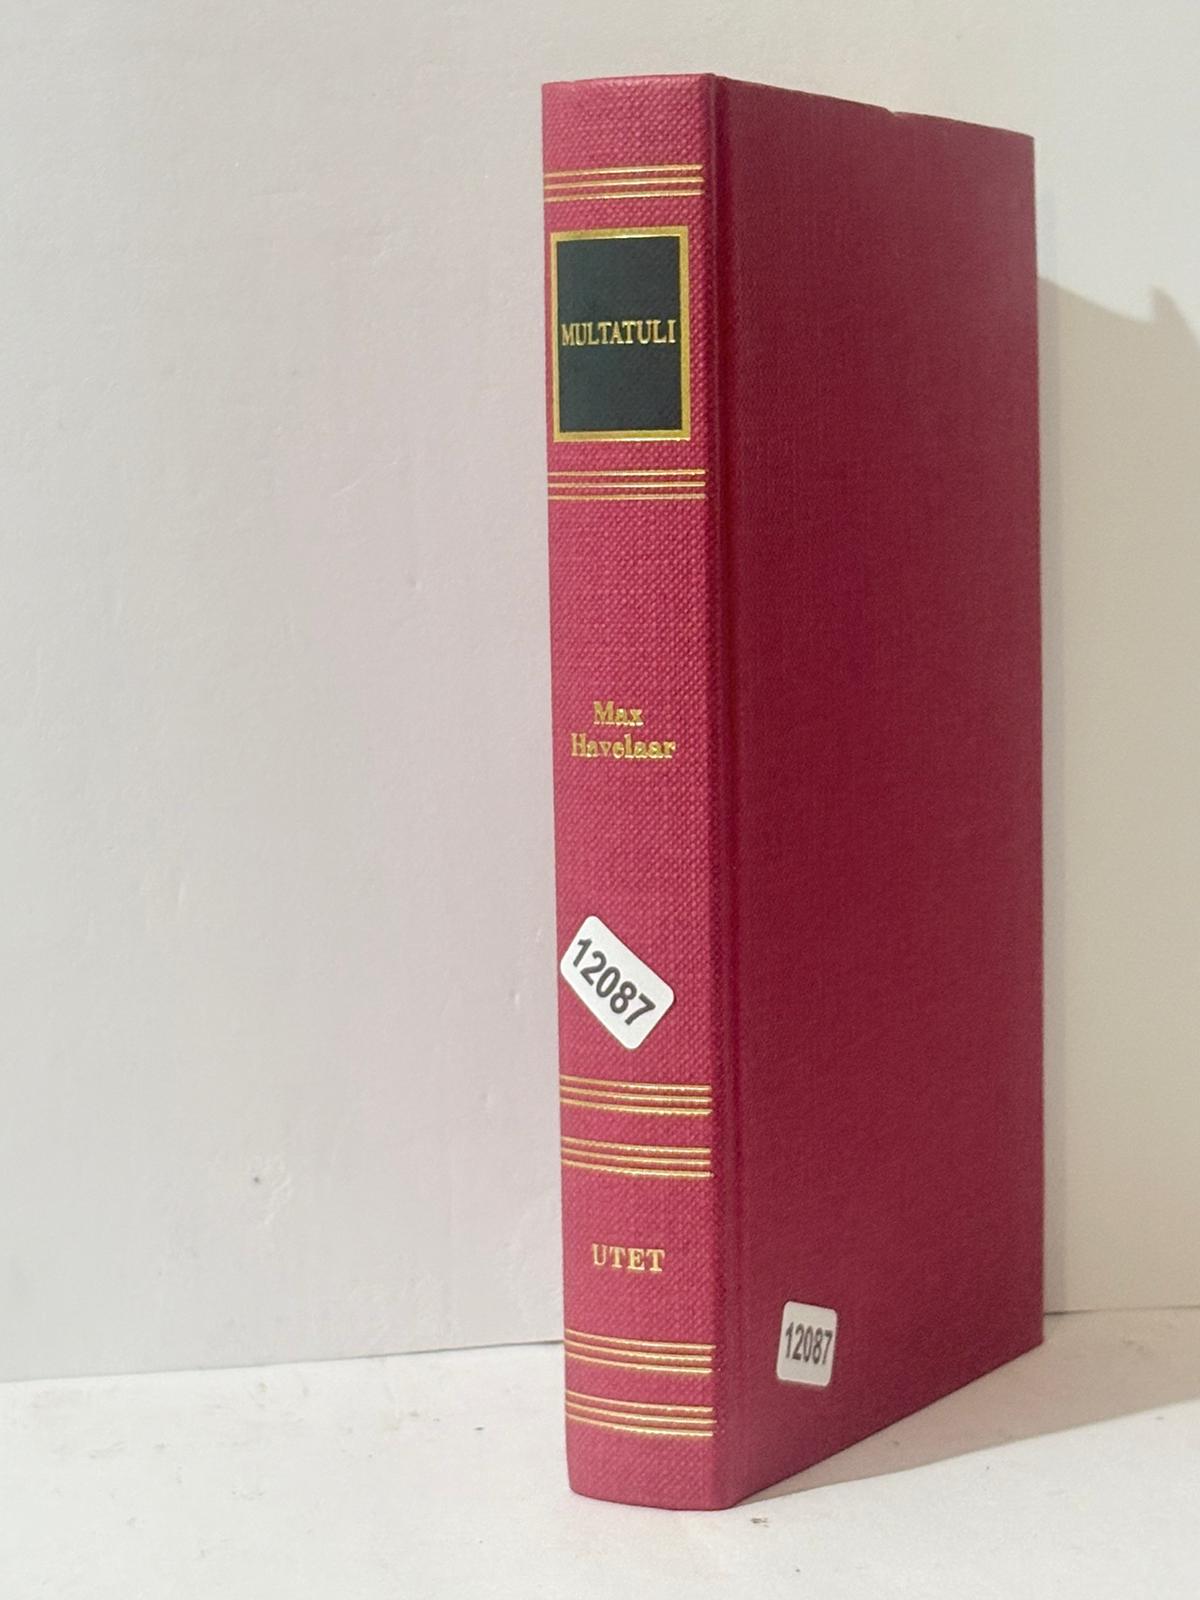 MULTATULI
Max
Havelaar
12087
UTET
12087